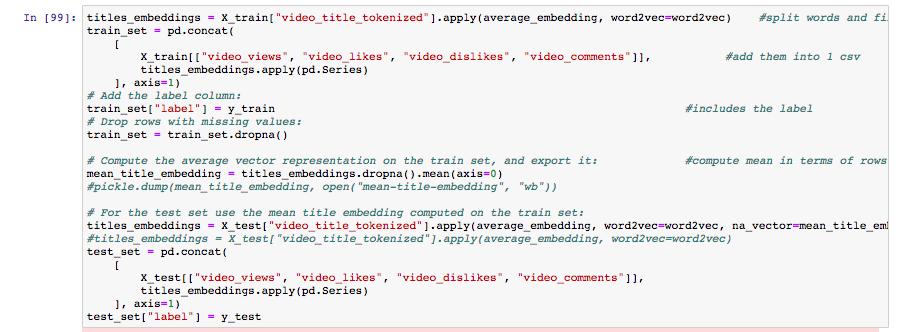 In [99]: titles_embeddings = X_train["video_title_tokenized"].apply(average_embedding, word2vec=word2vec)    #split words and fi
train_set = pd.concat(
    [
        X_train[["video_views", "video_likes", "video_dislikes", "video_comments"]],           #add them into 1 csv
        titles_embeddings.apply(pd.Series)
    ], axis=1)
# Add the label column:
train_set["label"] = y_train                                                             #includes the label
# Drop rows with missing values:
train_set = train_set.dropna()

# Compute the average vector representation on the train set, and export it:             #compute mean in terms of rows
mean_title_embedding = titles_embeddings.dropna().mean(axis=0)
#pickle.dump(mean_title_embedding, open("mean-title-embedding", "wb"))

# For the test set use the mean title embedding computed on the train set:
titles_embeddings = X_test["video_title_tokenized"].apply(average_embedding, word2vec=word2vec, na_vector=mean_title_em
#titles_embeddings = X_test["video_title_tokenized"].apply(average_embedding, word2vec=word2vec)
test_set = pd.concat(
    [
        X_test[["video_views", "video_likes", "video_dislikes", "video_comments"]],
        titles_embeddings.apply(pd.Series)
    ], axis=1)
test_set["label"] = y_test